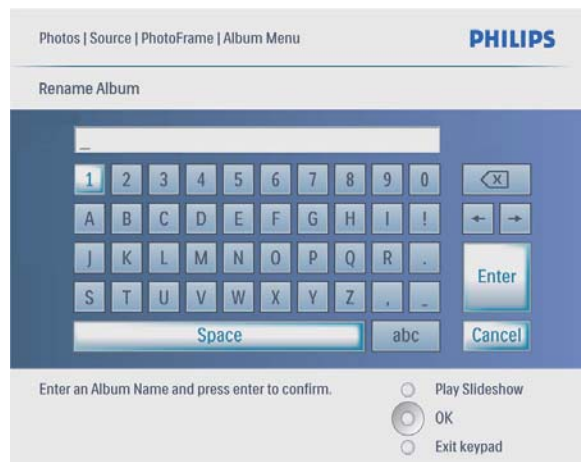 Photos | Source | PhotoFrame | Album Menu
PHILIPS
Rename Album
_
1 2 3 4 5 6 7 8 9 0
A B C D E F G H I !
J K L M N O P Q R .
Enter
S T U V W X Y Z , _
Space abc Cancel
Enter an Album Name and press enter to confirm.
Play Slideshow
OK
Exit keypad